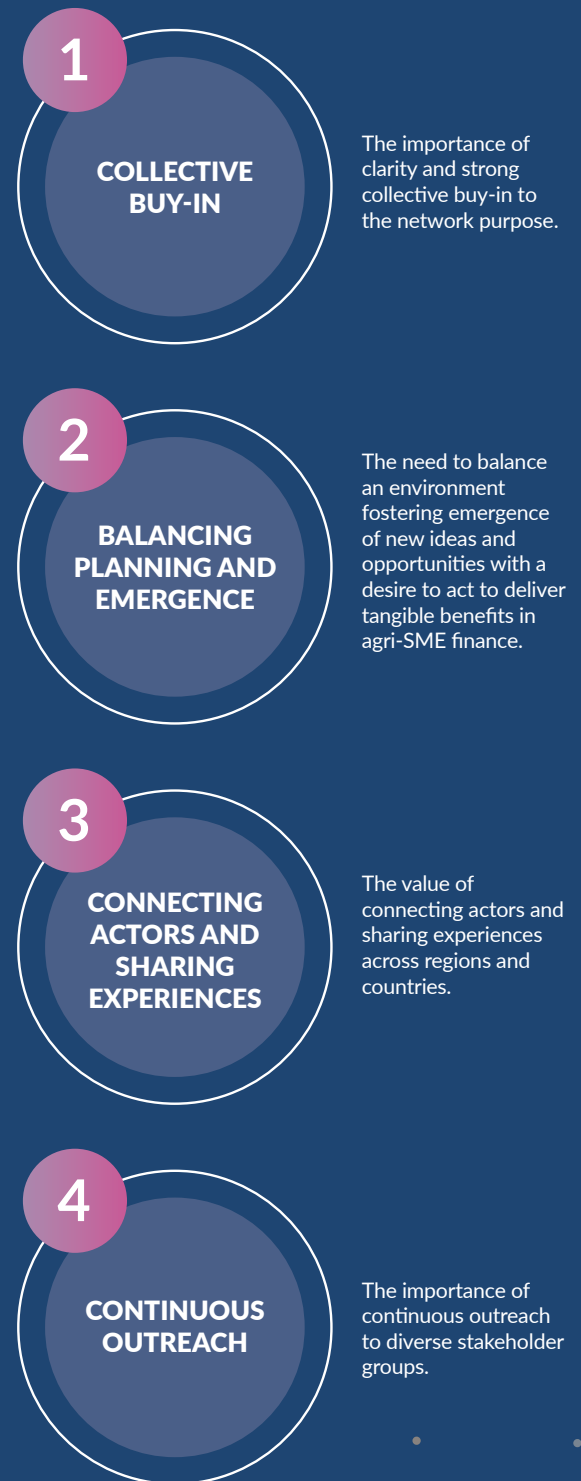 1
COLLECTIVE
BUY-IN
The importance of
clarity and strong
collective buy-in to
the network purpose.
2
BALANCING
PLANNING AND
EMERGENCE
The need to balance
an environment
fostering emergence
of new ideas and
opportunities with a
desire to act to deliver
tangible benefits in
agri-SME finance.
3
CONNECTING
ACTORS AND
SHARING
EXPERIENCES
The value of
connecting actors and
sharing experiences
across regions and
countries.
4
CONTINUOUS
OUTREACH
The importance of
continuous outreach
to diverse stakeholder
groups.